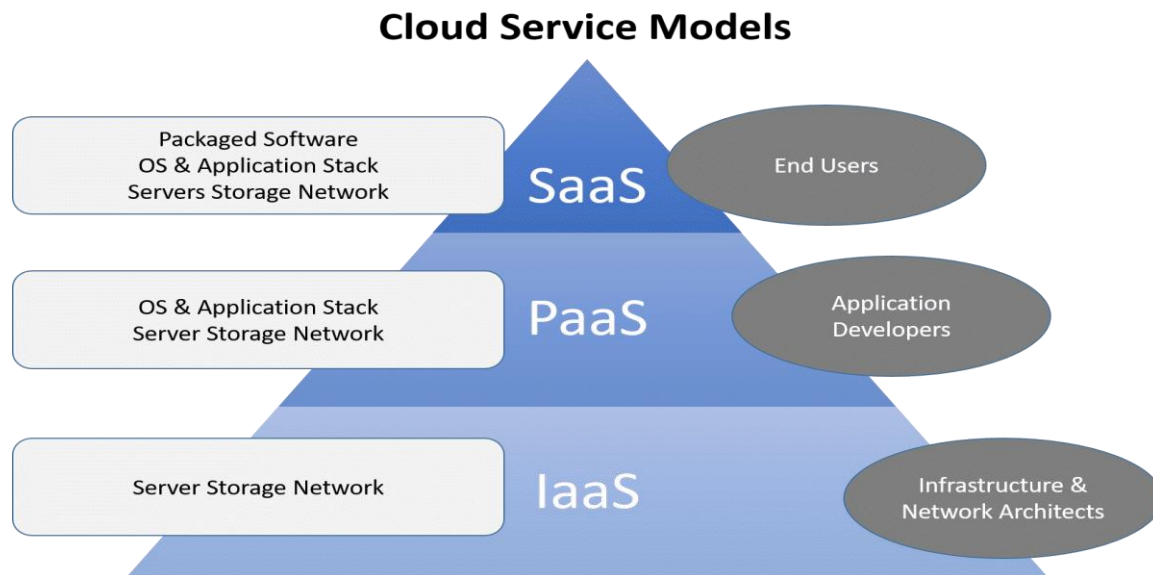 Cloud Service Models
Packaged Software
OS & Application Stack
Servers Storage Network
SaaS
End Users
OS & Application Stack
Server Storage Network
PaaS
Application
Developers
Server Storage Network
IaaS
Infrastructure &
Network Architects